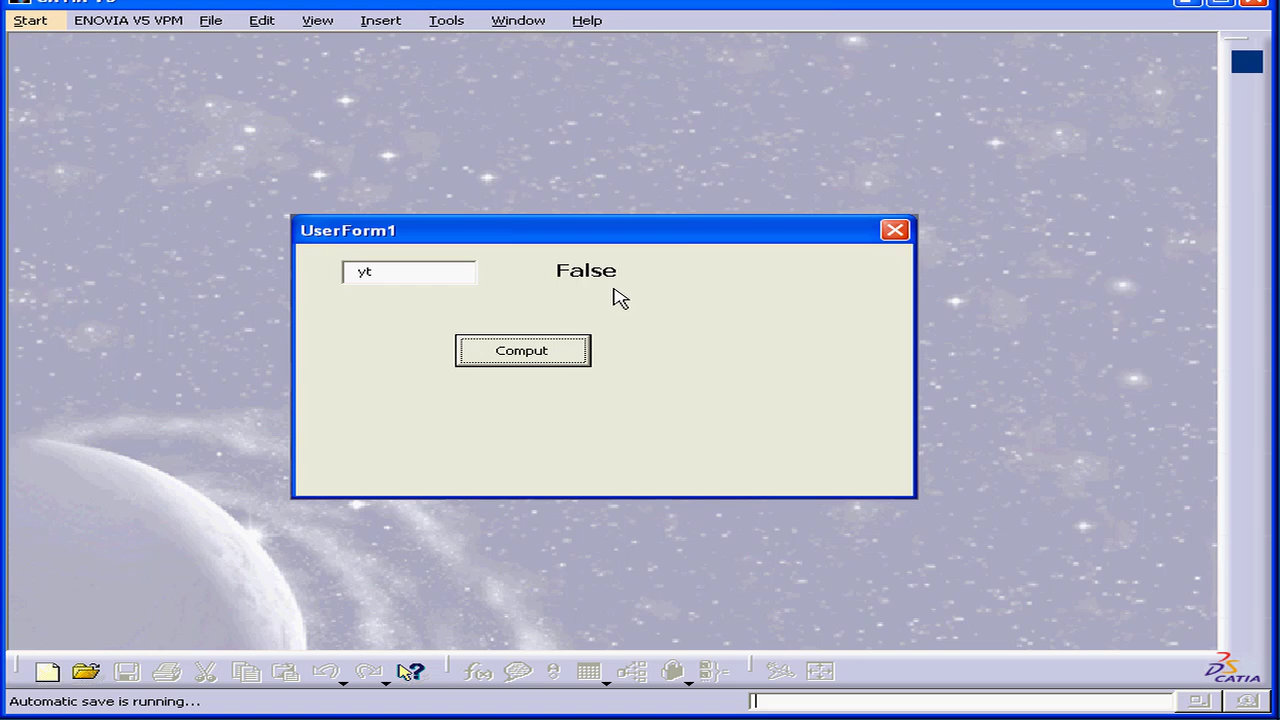 Start ENOVIA V5 VPM File Edit View Insert Tools Window Help
UserForm1
yt False
Comput
CATIA
Automatic save is running...